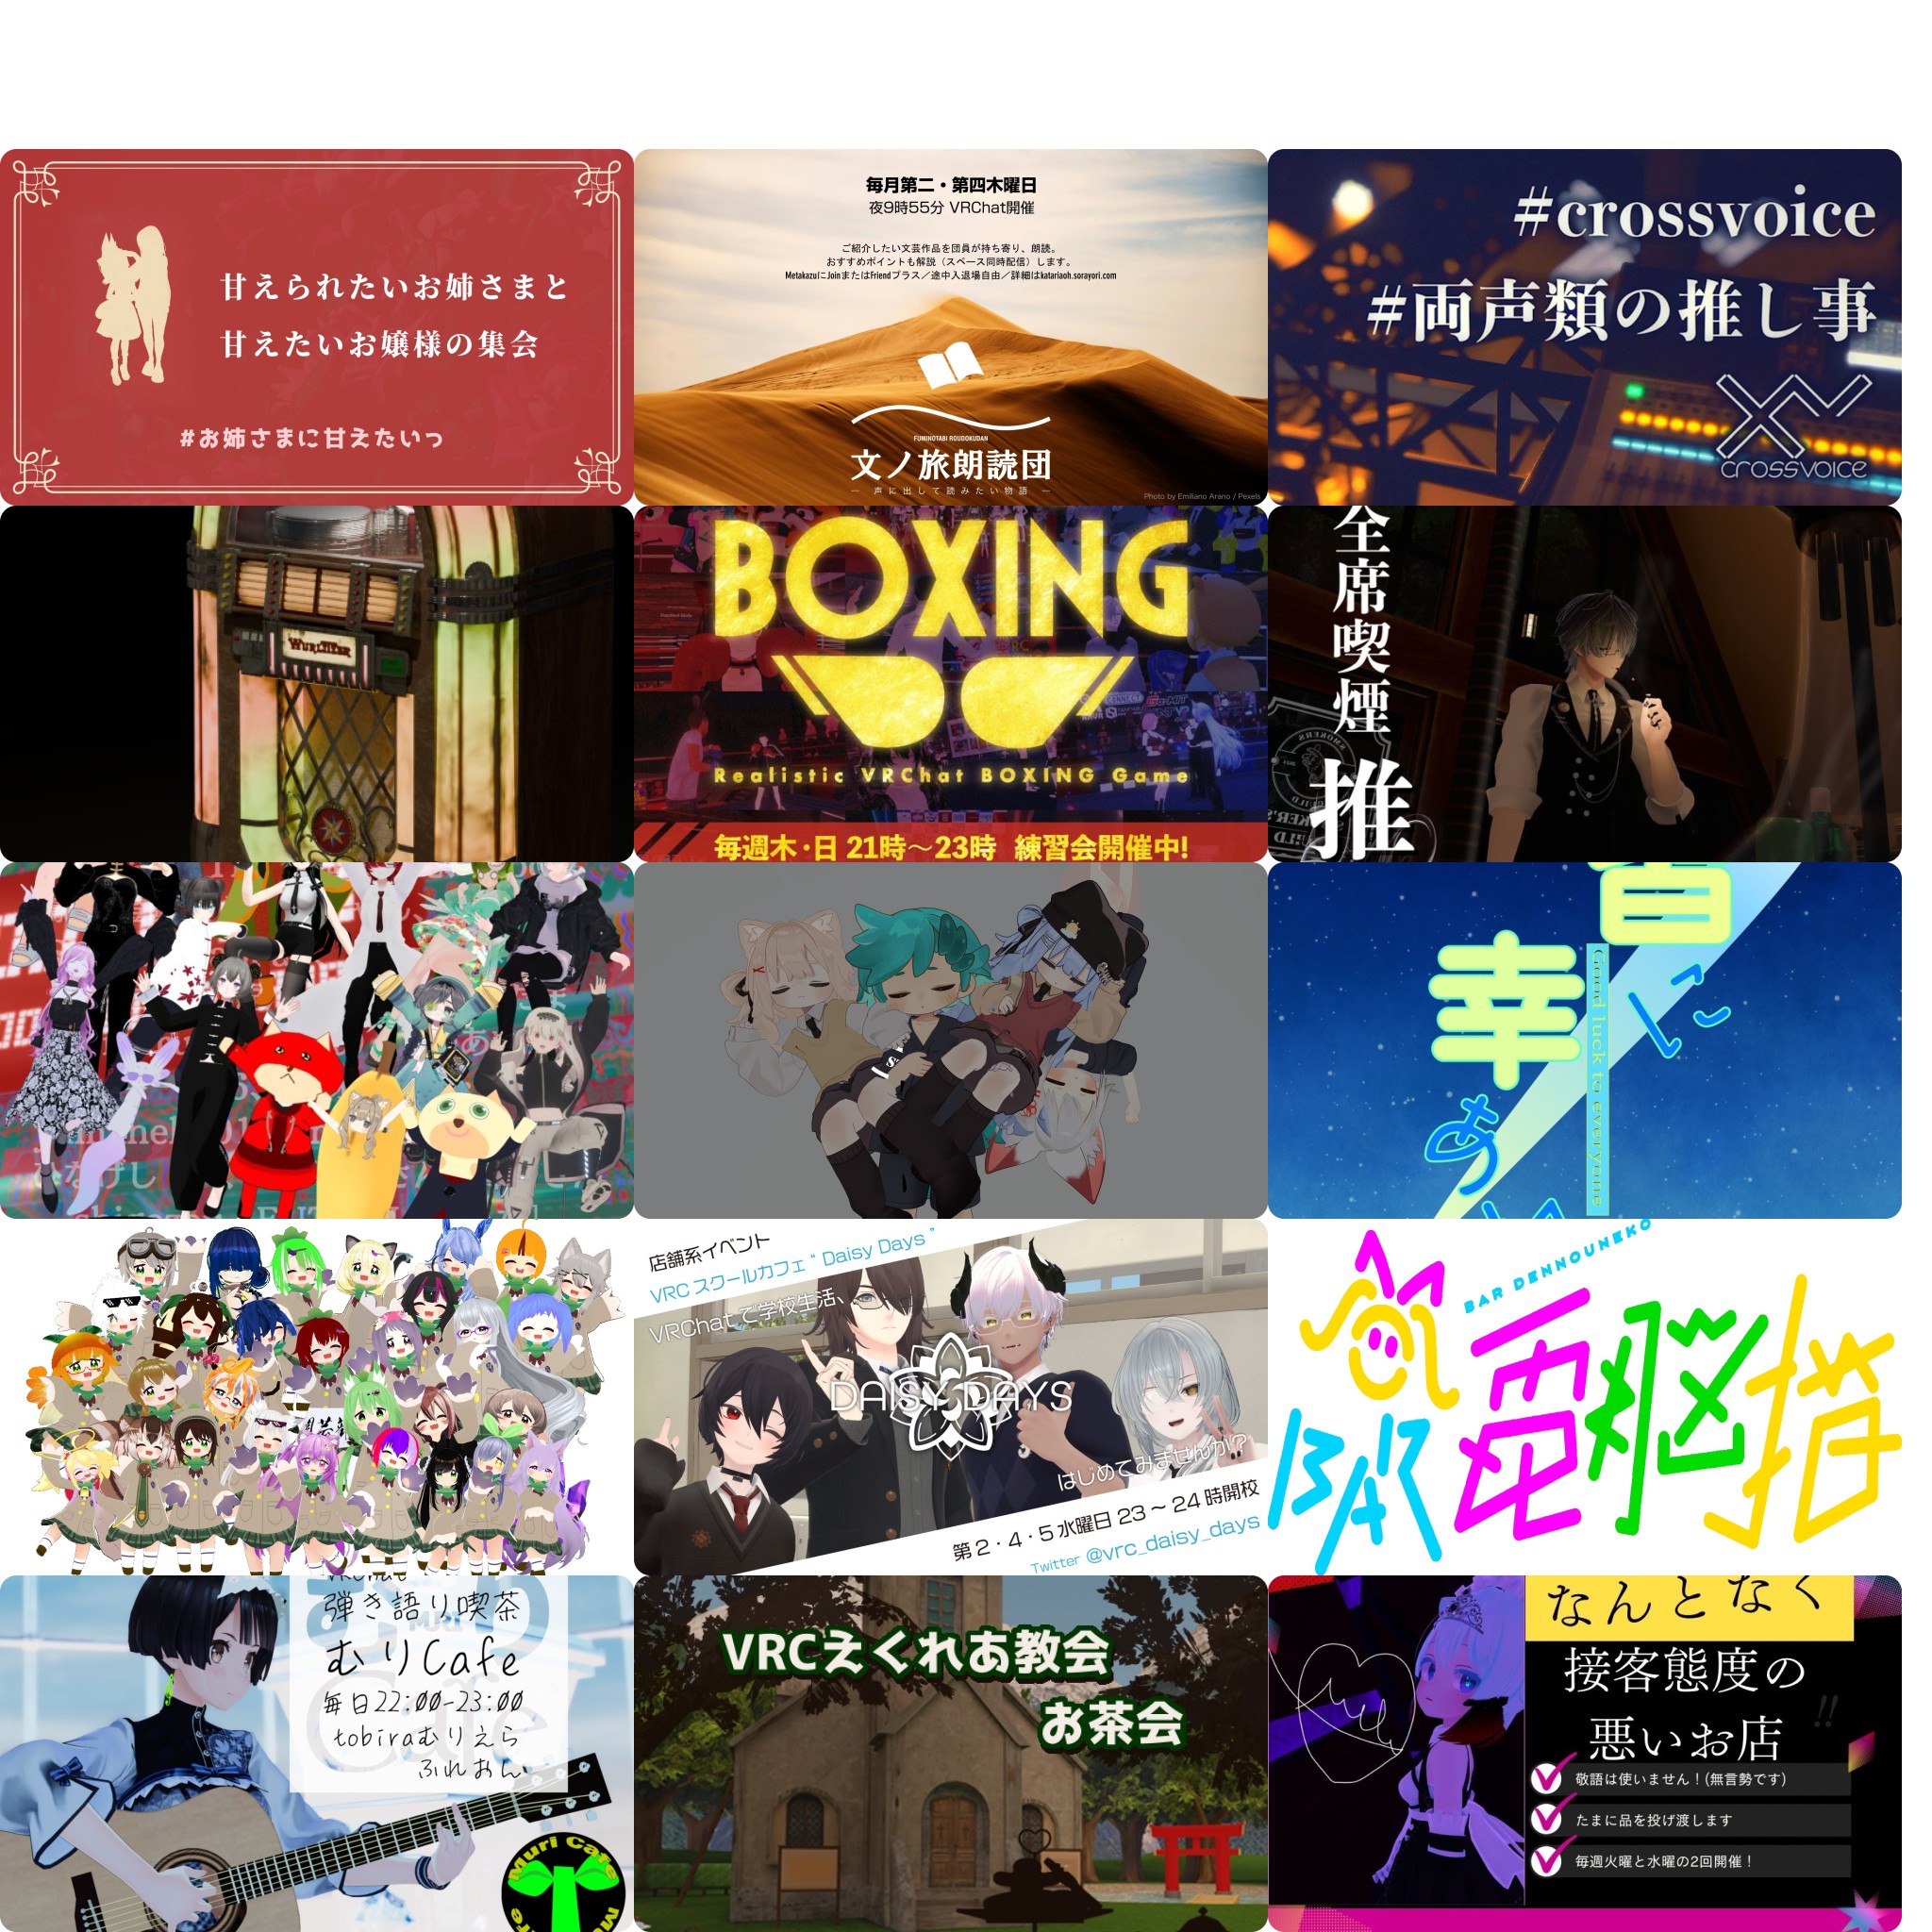 甘えられたいお姉さまと
甘えたいお嬢様の集会
#お姉さまに甘えたいっ
毎月第二・第四木曜日
夜9時55分 VRChat開催
ご紹介したい文芸作品を団員が持ち寄り、朗読。
おすすめポイントも解説（スペース同時配信）します。
MetakazuにJoinまたはFriendプラス／途中入退場自由／詳細はkatariaoh.sorayori.com
FUMINOTABI ROUDOKUDAN
文ノ旅朗読団
― 声に出して読みたい物語 ―
Photo by Emiliano Arano / Pexels
#crossvoice
#両声類の推し事
crossvoice
WURLITZER
BOXING
Realistic VRChat BOXING Game
毎週木・日 21時～23時 練習会開催中!
全席喫煙
推
幸
あ
に
Good luck to everyone
店舗系イベント
VRC スクールカフェ “ Daisy Days ”
VRChat で学校生活、
DAISY DAYS
はじめてみませんか？
第 2・4・5 水曜日 23 ~ 24 時開校
Twitter @vrc_daisy_days
BAR DENNOUNEKO
BAR
電脳猫
弾き語り喫茶
むりCafe
毎日22:00-23:00
tobiraむりえら
ふれおん
Muri Cafe
VRCえくれあ教会
お茶会
なんとなく
接客態度の
悪いお店
!!
敬語は使いません！(無言勢です)
たまに品を投げ渡します
毎週火曜と水曜の2回開催！